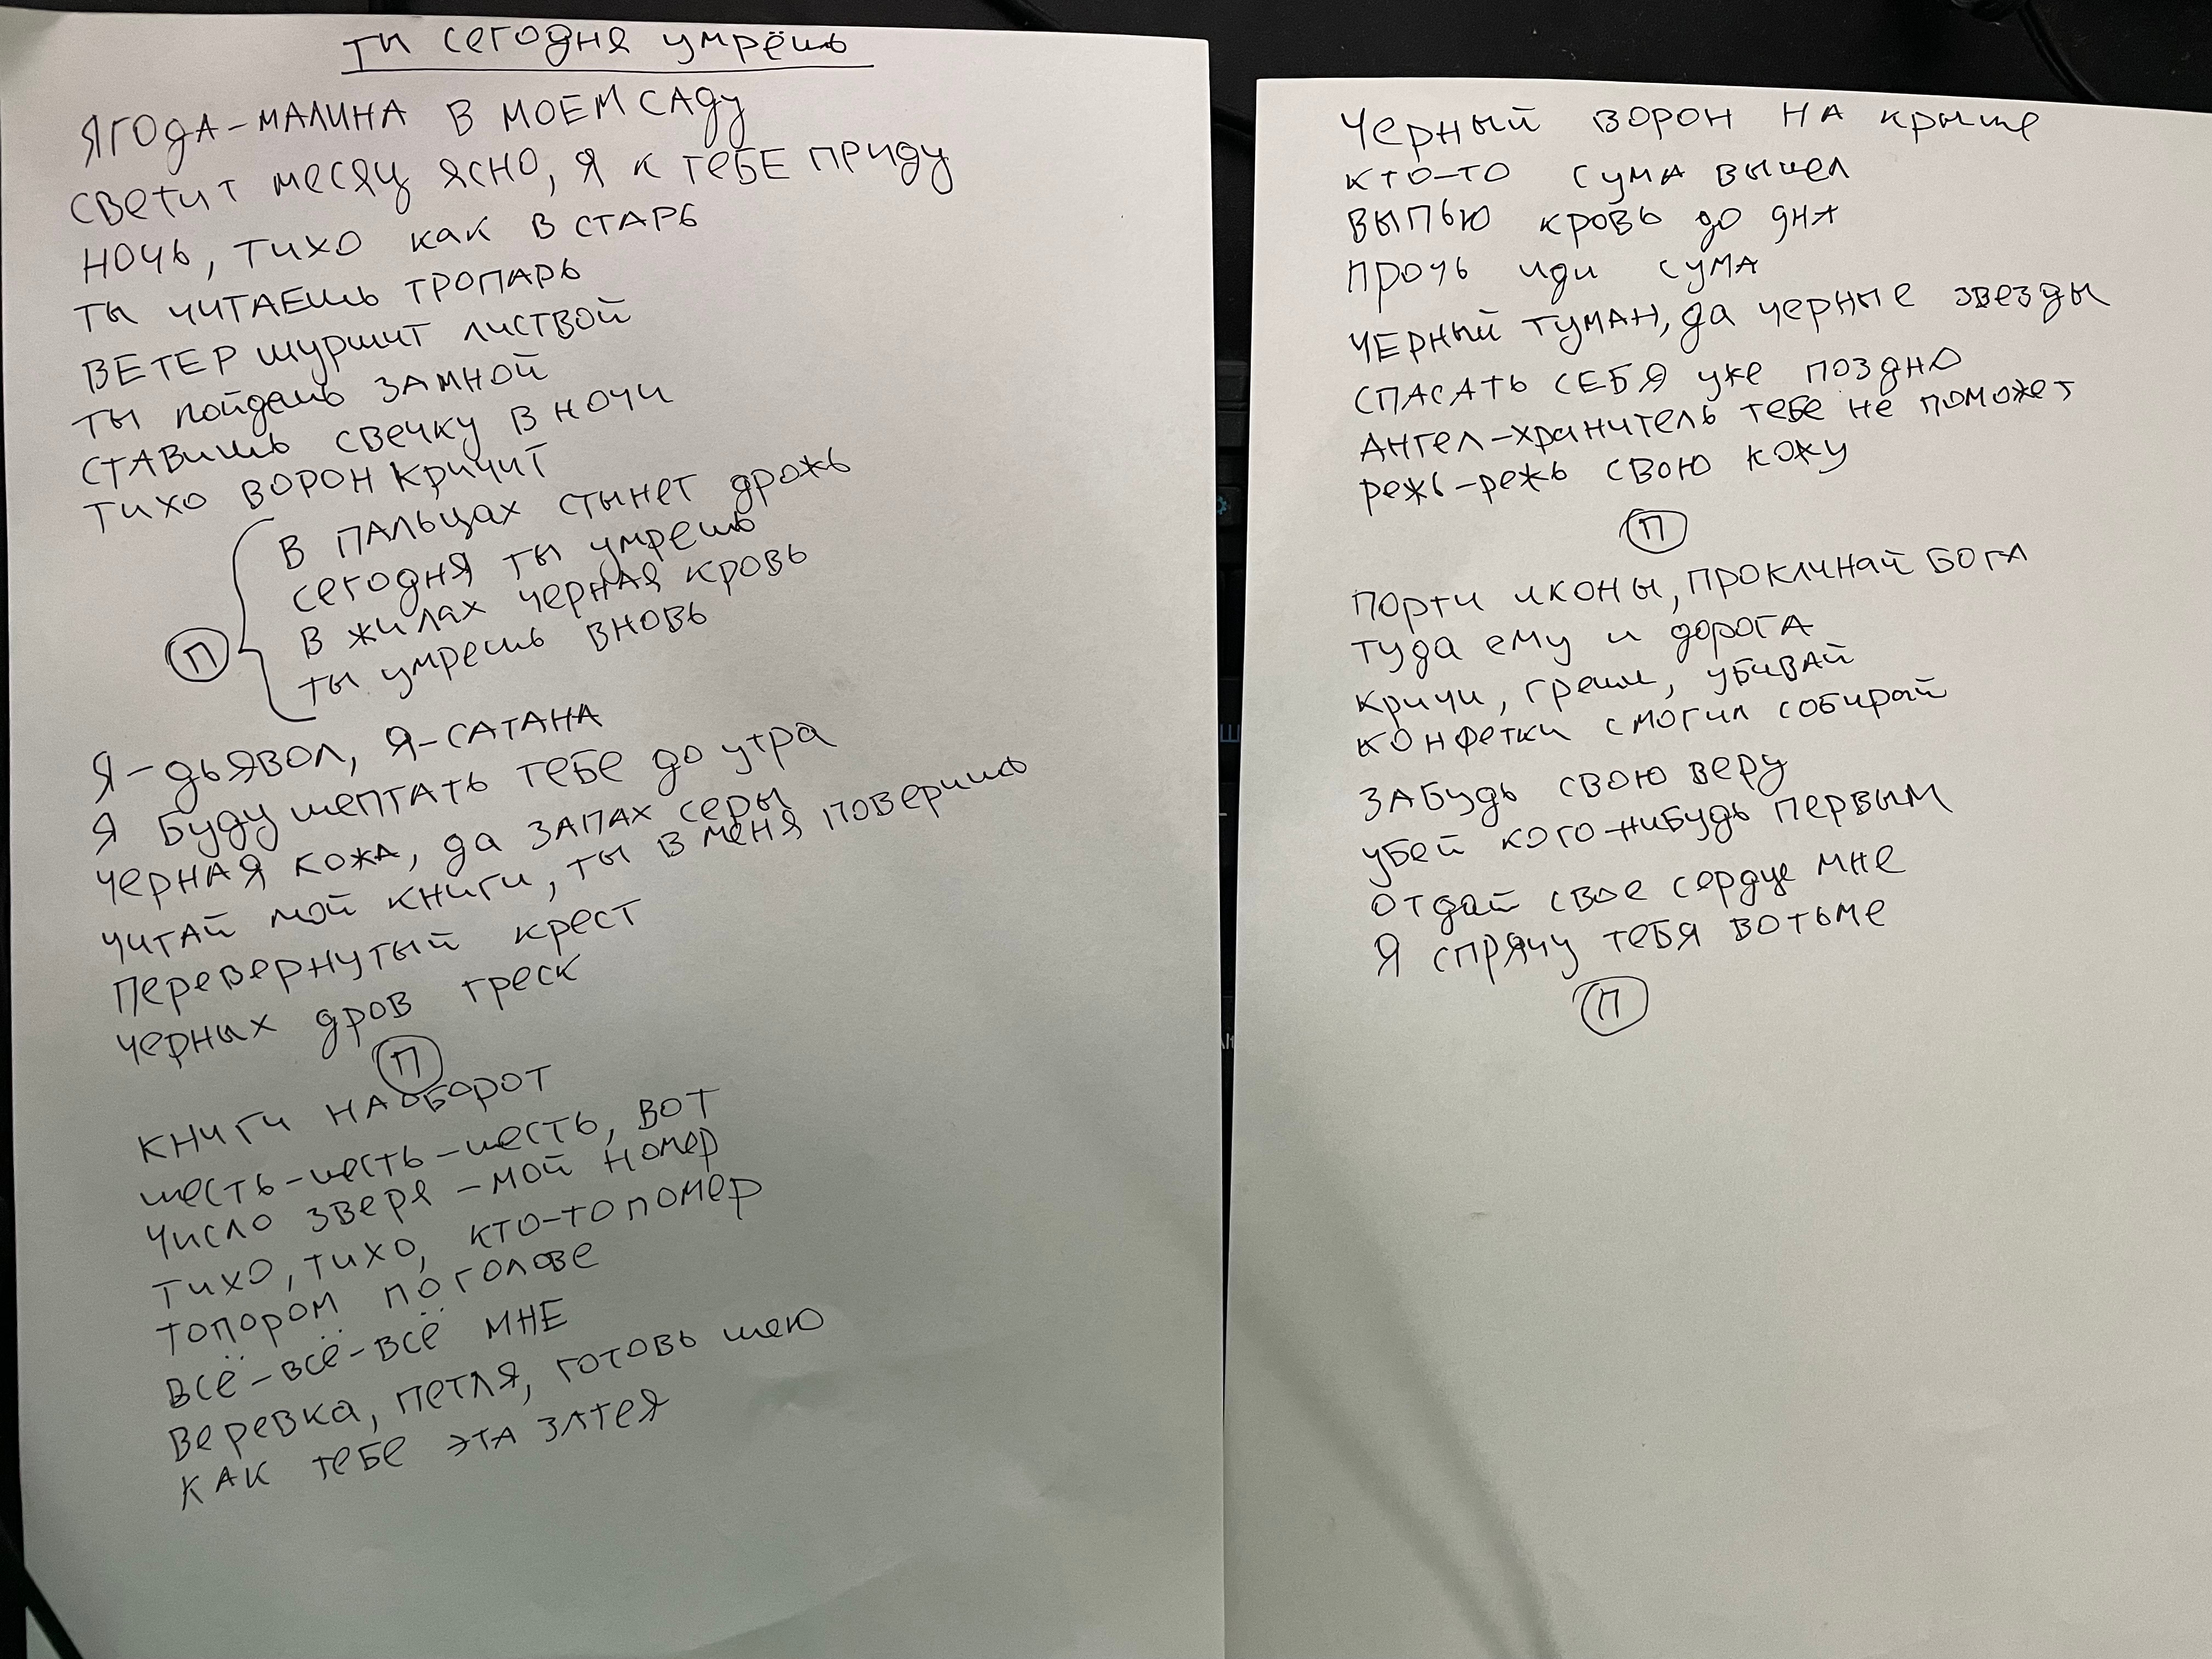 ТЫ СЕГОДНЯ УМРЁШЬ
ЯГОДА-МАЛИНА В МОЕМ САДУ
СВЕТИТ МЕСЯЦ ЯСНО, Я К ТЕБЕ ПРИДУ
НОЧЬ, ТИХО КАК В СТАРЬ
ТЫ ЧИТАЕШЬ ТРОПАРЬ
ВЕТЕР ШУРШИТ ЛИСТВОЙ
ТЫ ПОЙДЕШЬ ЗА МНОЙ
СТАВИШЬ СВЕЧКУ В НОЧИ
ТИХО ВОРОН КРИЧИТ
В ПАЛЬЦАХ СТЫНЕТ ДРОЖЬ
СЕГОДНЯ ТЫ УМРЕШЬ
В ЖИЛАХ ЧЕРНАЯ КРОВЬ
ТЫ УМРЕШЬ ВНОВЬ
П
Я-ДЬЯВОЛ, Я-САТАНА
Я БУДУ ШЕПТАТЬ ТЕБЕ ДО УТРА
ЧЕРНАЯ КОЖА, ДА ЗАПАХ СЕРЫ
ЧИТАЙ МОЙ КНИГИ, ТЫ В МЕНЯ ПОВЕРИШЬ
ПЕРЕВЕРНУТЫЙ КРЕСТ
ЧЕРНЫХ ДРОВ ТРЕСК
П
КНИГИ НАОБОРОТ
ШЕСТЬ-ШЕСТЬ-ШЕСТЬ, ВОТ
ЧИСЛО ЗВЕРЯ-МОЙ НОМЕР
ТИХО, ТИХО, КТО-ТО ПОМЕР
ТОПОРОМ ПО ГОЛОВЕ
ВСЁ-ВСЁ-ВСЁ МНЕ
ВЕРЕВКА, ПЕТЛЯ, ГОТОВЬ ШЕЮ
КАК ТЕБЕ ЭТА ЗАТЕЯ
ЧЕРНЫЙ ВОРОН НА КРЫШЕ
КТО-ТО С УМА ВЫШЕЛ
ВЫПЬЮ КРОВЬ ДО ДНА
ПРОЧЬ ИДИ С УМА
ЧЕРНЫЙ ТУМАН, ДА ЧЕРНЫЕ ЗВЕЗДЫ
СПАСАТЬ СЕБЯ УЖЕ ПОЗДНО
АНГЕЛ-ХРАНИТЕЛЬ ТЕБЕ НЕ ПОМОЖЕТ
РЕЖЬ-РЕЖЬ СВОЮ КОЖУ
П
ПОРТИ ИКОНЫ, ПРОКЛИНАЙ БОГА
ТУДА ЕМУ И ДОРОГА
КРИЧИ, ГРЕШИ, УБИВАЙ
КОНФЕТКИ С МОГИЛ СОБИРАЙ
ЗАБУДЬ СВОЮ ВЕРУ
УБЕЙ КОГО-НИБУДЬ ПЕРВЫМ
ОТДАЙ СВОЕ СЕРДЦЕ МНЕ
Я СПРЯЧУ ТЕБЯ ВО ТЬМЕ
П